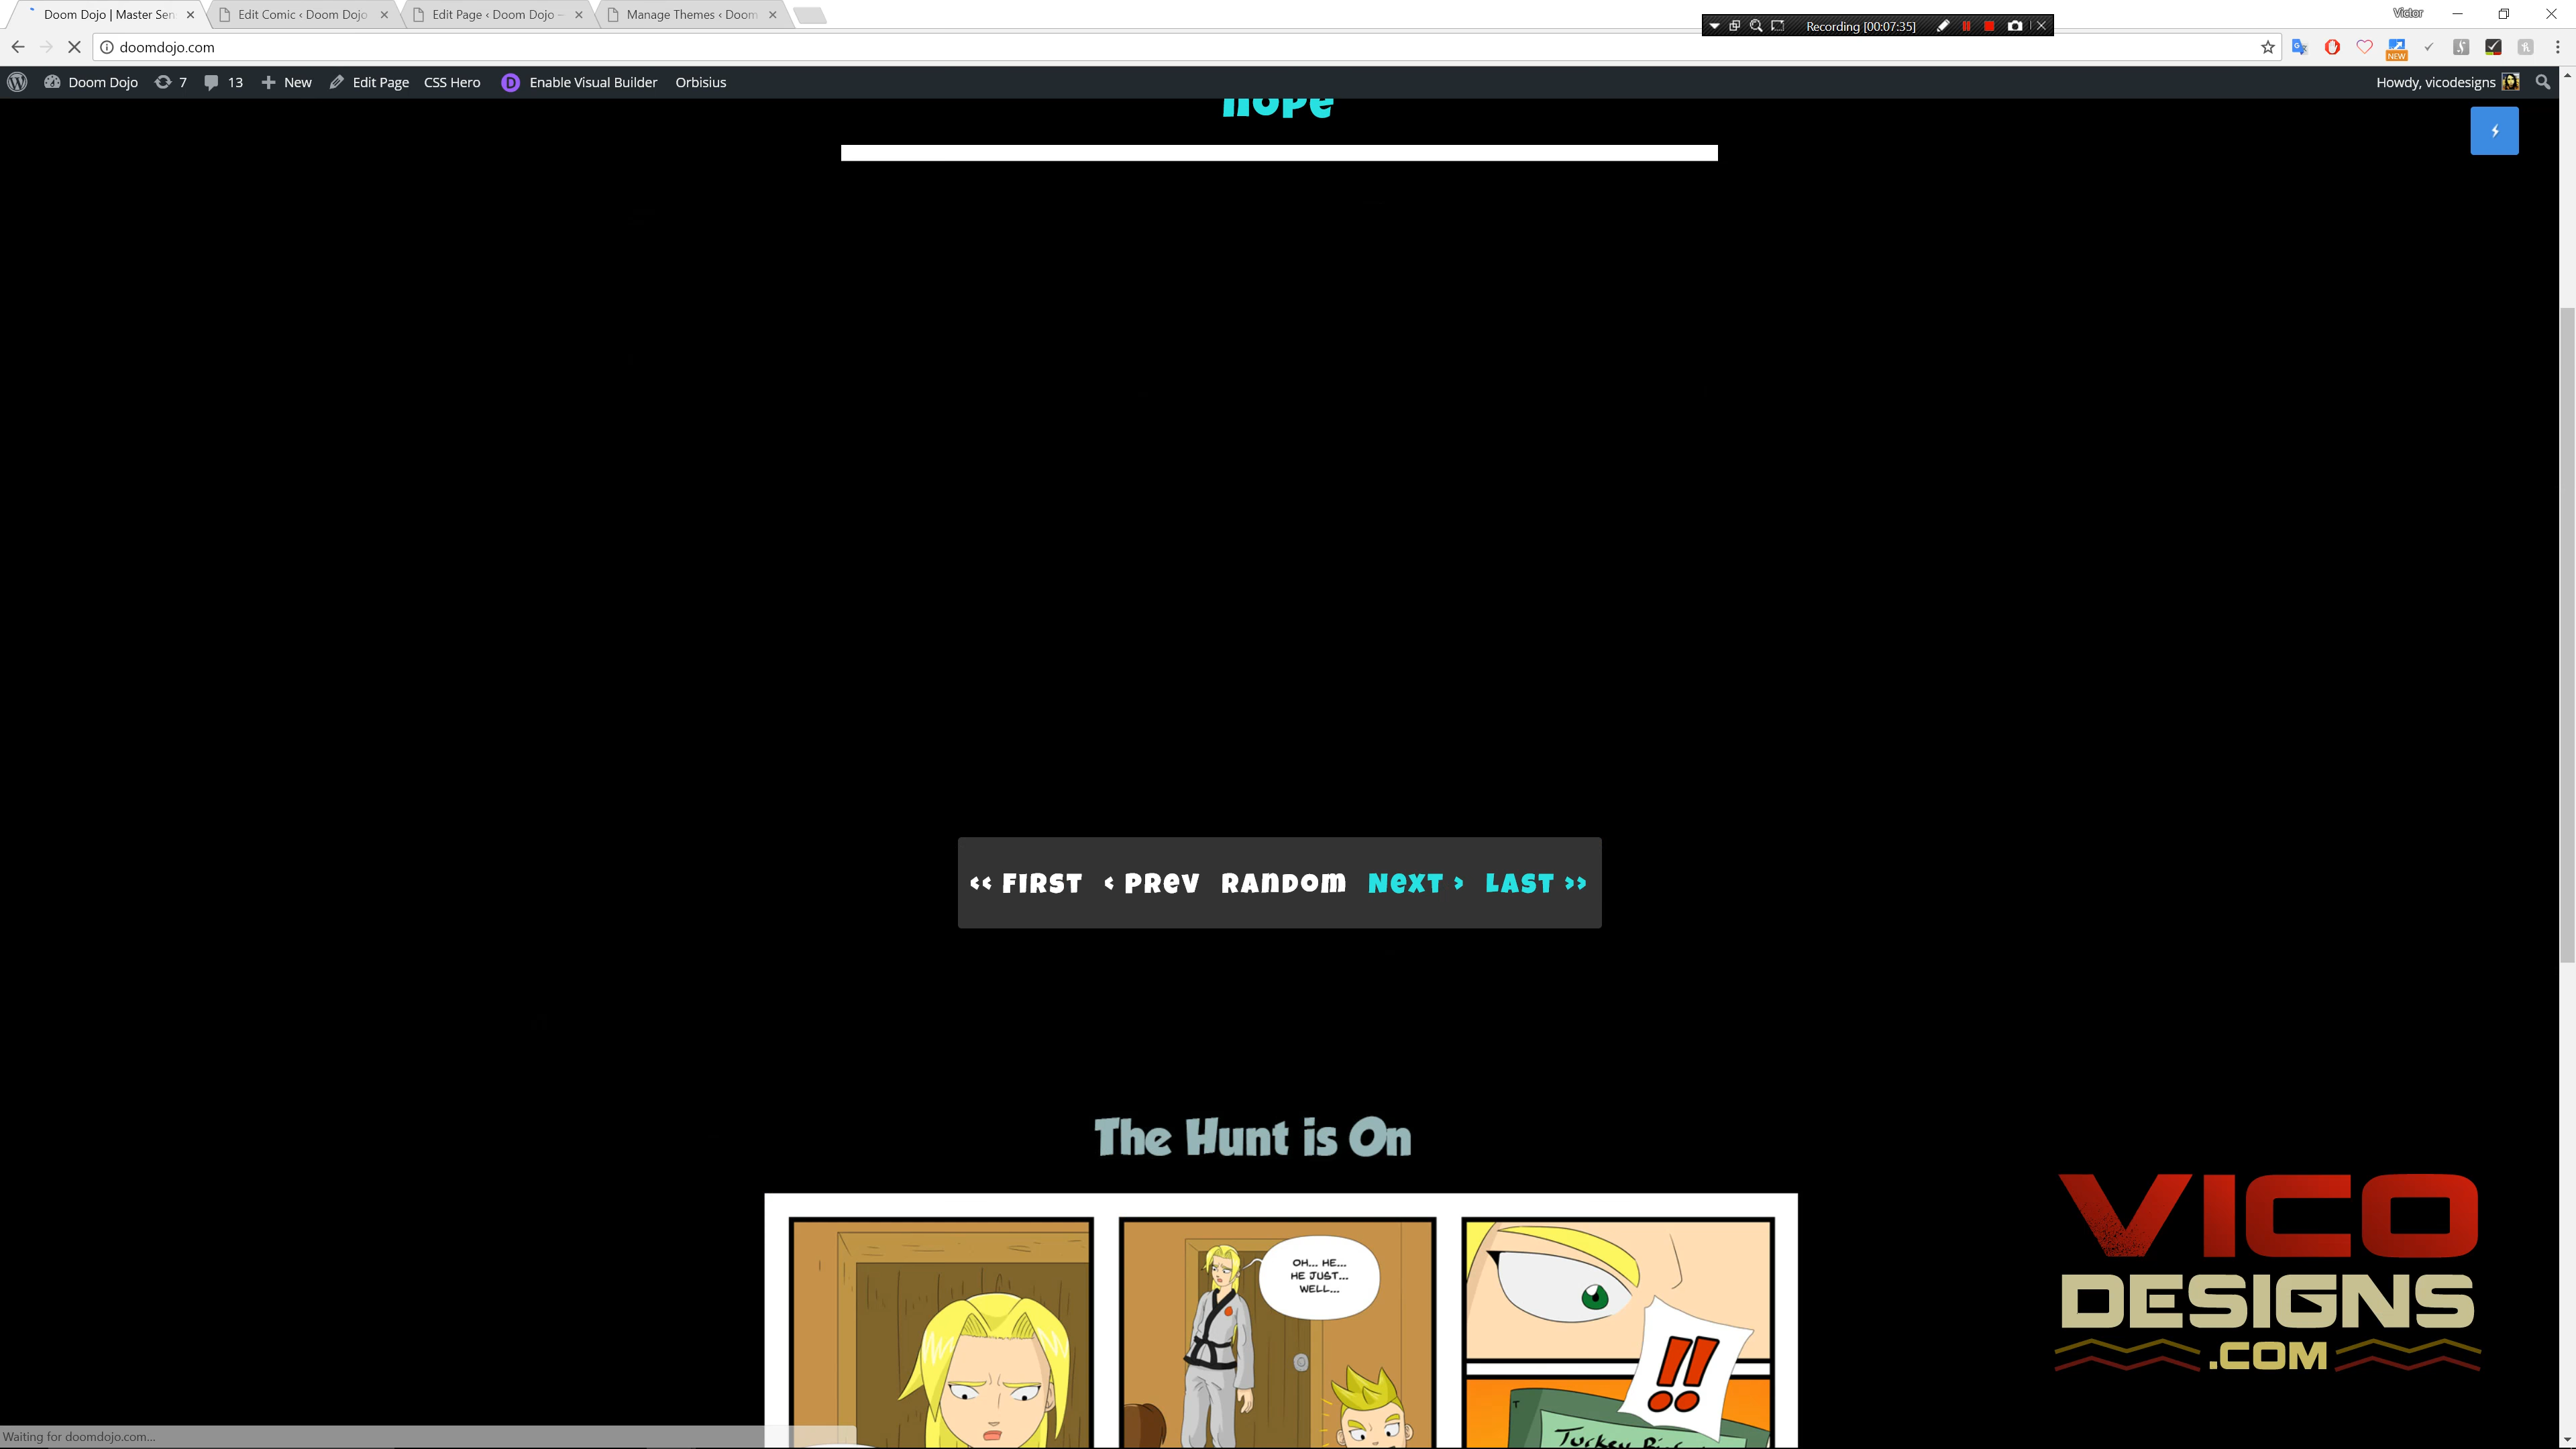 Doom Dojo | Master Sen
Edit Comic ‹ Doom Dojo
Edit Page ‹ Doom Dojo —
Manage Themes ‹ Doom
Victor
Recording [00:07:35]
doomdojo.com
NEW
Doom Dojo 7 13 New Edit Page CSS Hero Enable Visual Builder Orbisius
Howdy, vicodesigns
Hope
<< First < Prev Random Next > Last >>
The Hunt is On
OH... HE...
HE JUST...
WELL...
!!
VICO
DESIGNS
.COM
Waiting for doomdojo.com...